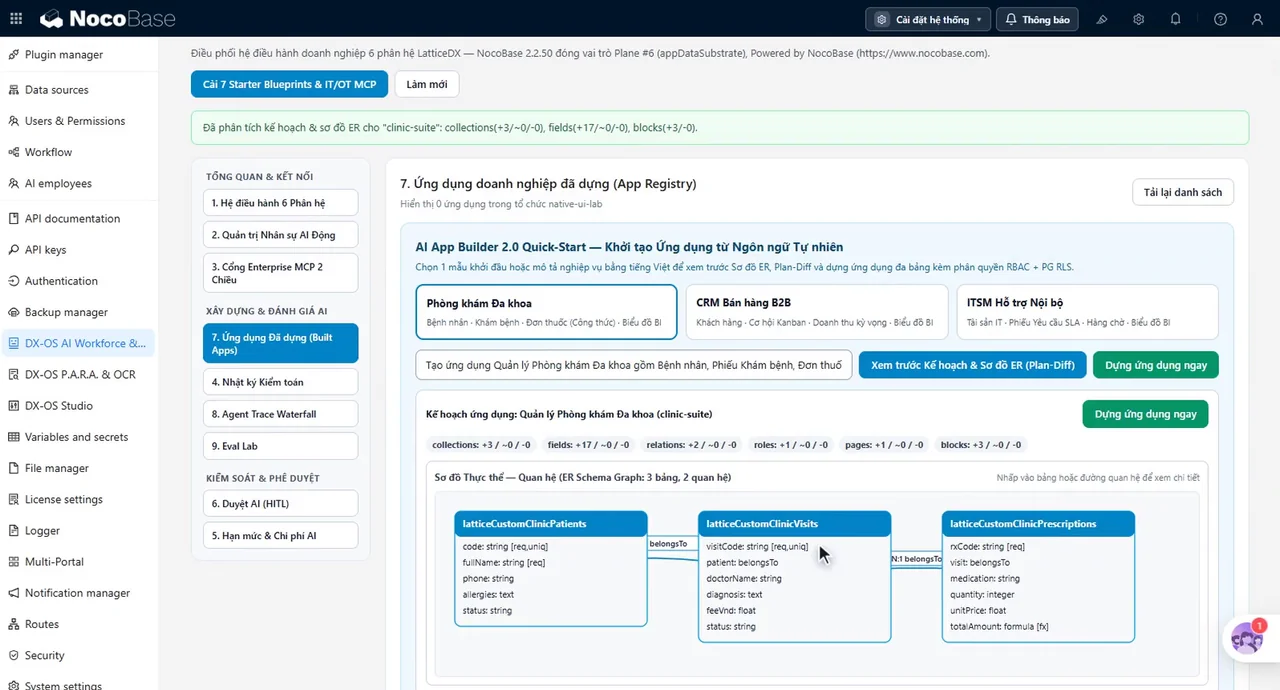 NocoBase
Cài đặt hệ thống
Thông báo
Plugin manager
Data sources
Users & Permissions
Workflow
AI employees
API documentation
API keys
Authentication
Backup manager
DX-OS AI Workforce &...
DX-OS P.A.R.A. & OCR
DX-OS Studio
Variables and secrets
File manager
License settings
Logger
Multi-Portal
Notification manager
Routes
Security
System settings
Điều phối hệ điều hành doanh nghiệp 6 phân hệ LatticeDX — NocoBase 2.2.50 đóng vai trò Plane #6 (appDataSubstrate), Powered by NocoBase (https://www.nocobase.com).
Cài 7 Starter Blueprints & IT/OT MCP
Làm mới
Đã phân tích kế hoạch & sơ đồ ER cho "clinic-suite": collections(+3/~0/-0), fields(+17/~0/-0), blocks(+3/-0).
TỔNG QUAN & KẾT NỐI
1. Hệ điều hành 6 Phân hệ
2. Quản trị Nhân sự AI Động
3. Cổng Enterprise MCP 2
Chiều
XÂY DỰNG & ĐÁNH GIÁ AI
7. Ứng dụng Đã dựng (Built
Apps)
4. Nhật ký Kiểm toán
8. Agent Trace Waterfall
9. Eval Lab
KIỂM SOÁT & PHÊ DUYỆT
6. Duyệt AI (HITL)
5. Hạn mức & Chi phí AI
7. Ứng dụng doanh nghiệp đã dựng (App Registry)
Hiển thị 0 ứng dụng trong tổ chức native-ui-lab
Tải lại danh sách
AI App Builder 2.0 Quick-Start — Khởi tạo Ứng dụng từ Ngôn ngữ Tự nhiên
Chọn 1 mẫu khởi đầu hoặc mô tả nghiệp vụ bằng tiếng Việt để xem trước Sơ đồ ER, Plan-Diff và dựng ứng dụng đa bảng kèm phân quyền RBAC + PG RLS.
Phòng khám Đa khoa
Bệnh nhân · Khám bệnh · Đơn thuốc (Công thức) · Biểu đồ BI
CRM Bán hàng B2B
Khách hàng · Cơ hội Kanban · Doanh thu kỳ vọng · Biểu đồ BI
ITSM Hỗ trợ Nội bộ
Tài sản IT · Phiếu Yêu cầu SLA · Hàng chờ · Biểu đồ BI
Tạo ứng dụng Quản lý Phòng khám Đa khoa gồm Bệnh nhân, Phiếu Khám bệnh, Đơn thuố
Xem trước Kế hoạch & Sơ đồ ER (Plan-Diff)
Dựng ứng dụng ngay
Kế hoạch ứng dụng: Quản lý Phòng khám Đa khoa (clinic-suite)
Dựng ứng dụng ngay
collections: +3 / ~0 / -0
fields: +17 / ~0 / -0
relations: +2 / ~0 / -0
roles: +1 / ~0 / -0
pages: +1 / ~0 / -0
blocks: +3 / ~0 / -0
Sơ đồ Thực thể — Quan hệ (ER Schema Graph: 3 bảng, 2 quan hệ)
Nhấp vào bảng hoặc đường quan hệ để xem chi tiết
latticeCustomClinicPatients
code: string [req,uniq]
fullName: string [req]
phone: string
allergies: text
status: string
belongsTo
latticeCustomClinicVisits
visitCode: string [req,uniq]
patient: belongsTo
doctorName: string
diagnosis: text
feeVnd: float
status: string
N:1 belongsTo
latticeCustomClinicPrescriptions
rxCode: string [req]
visit: belongsTo
medication: string
quantity: integer
unitPrice: float
totalAmount: formula [fx]
1